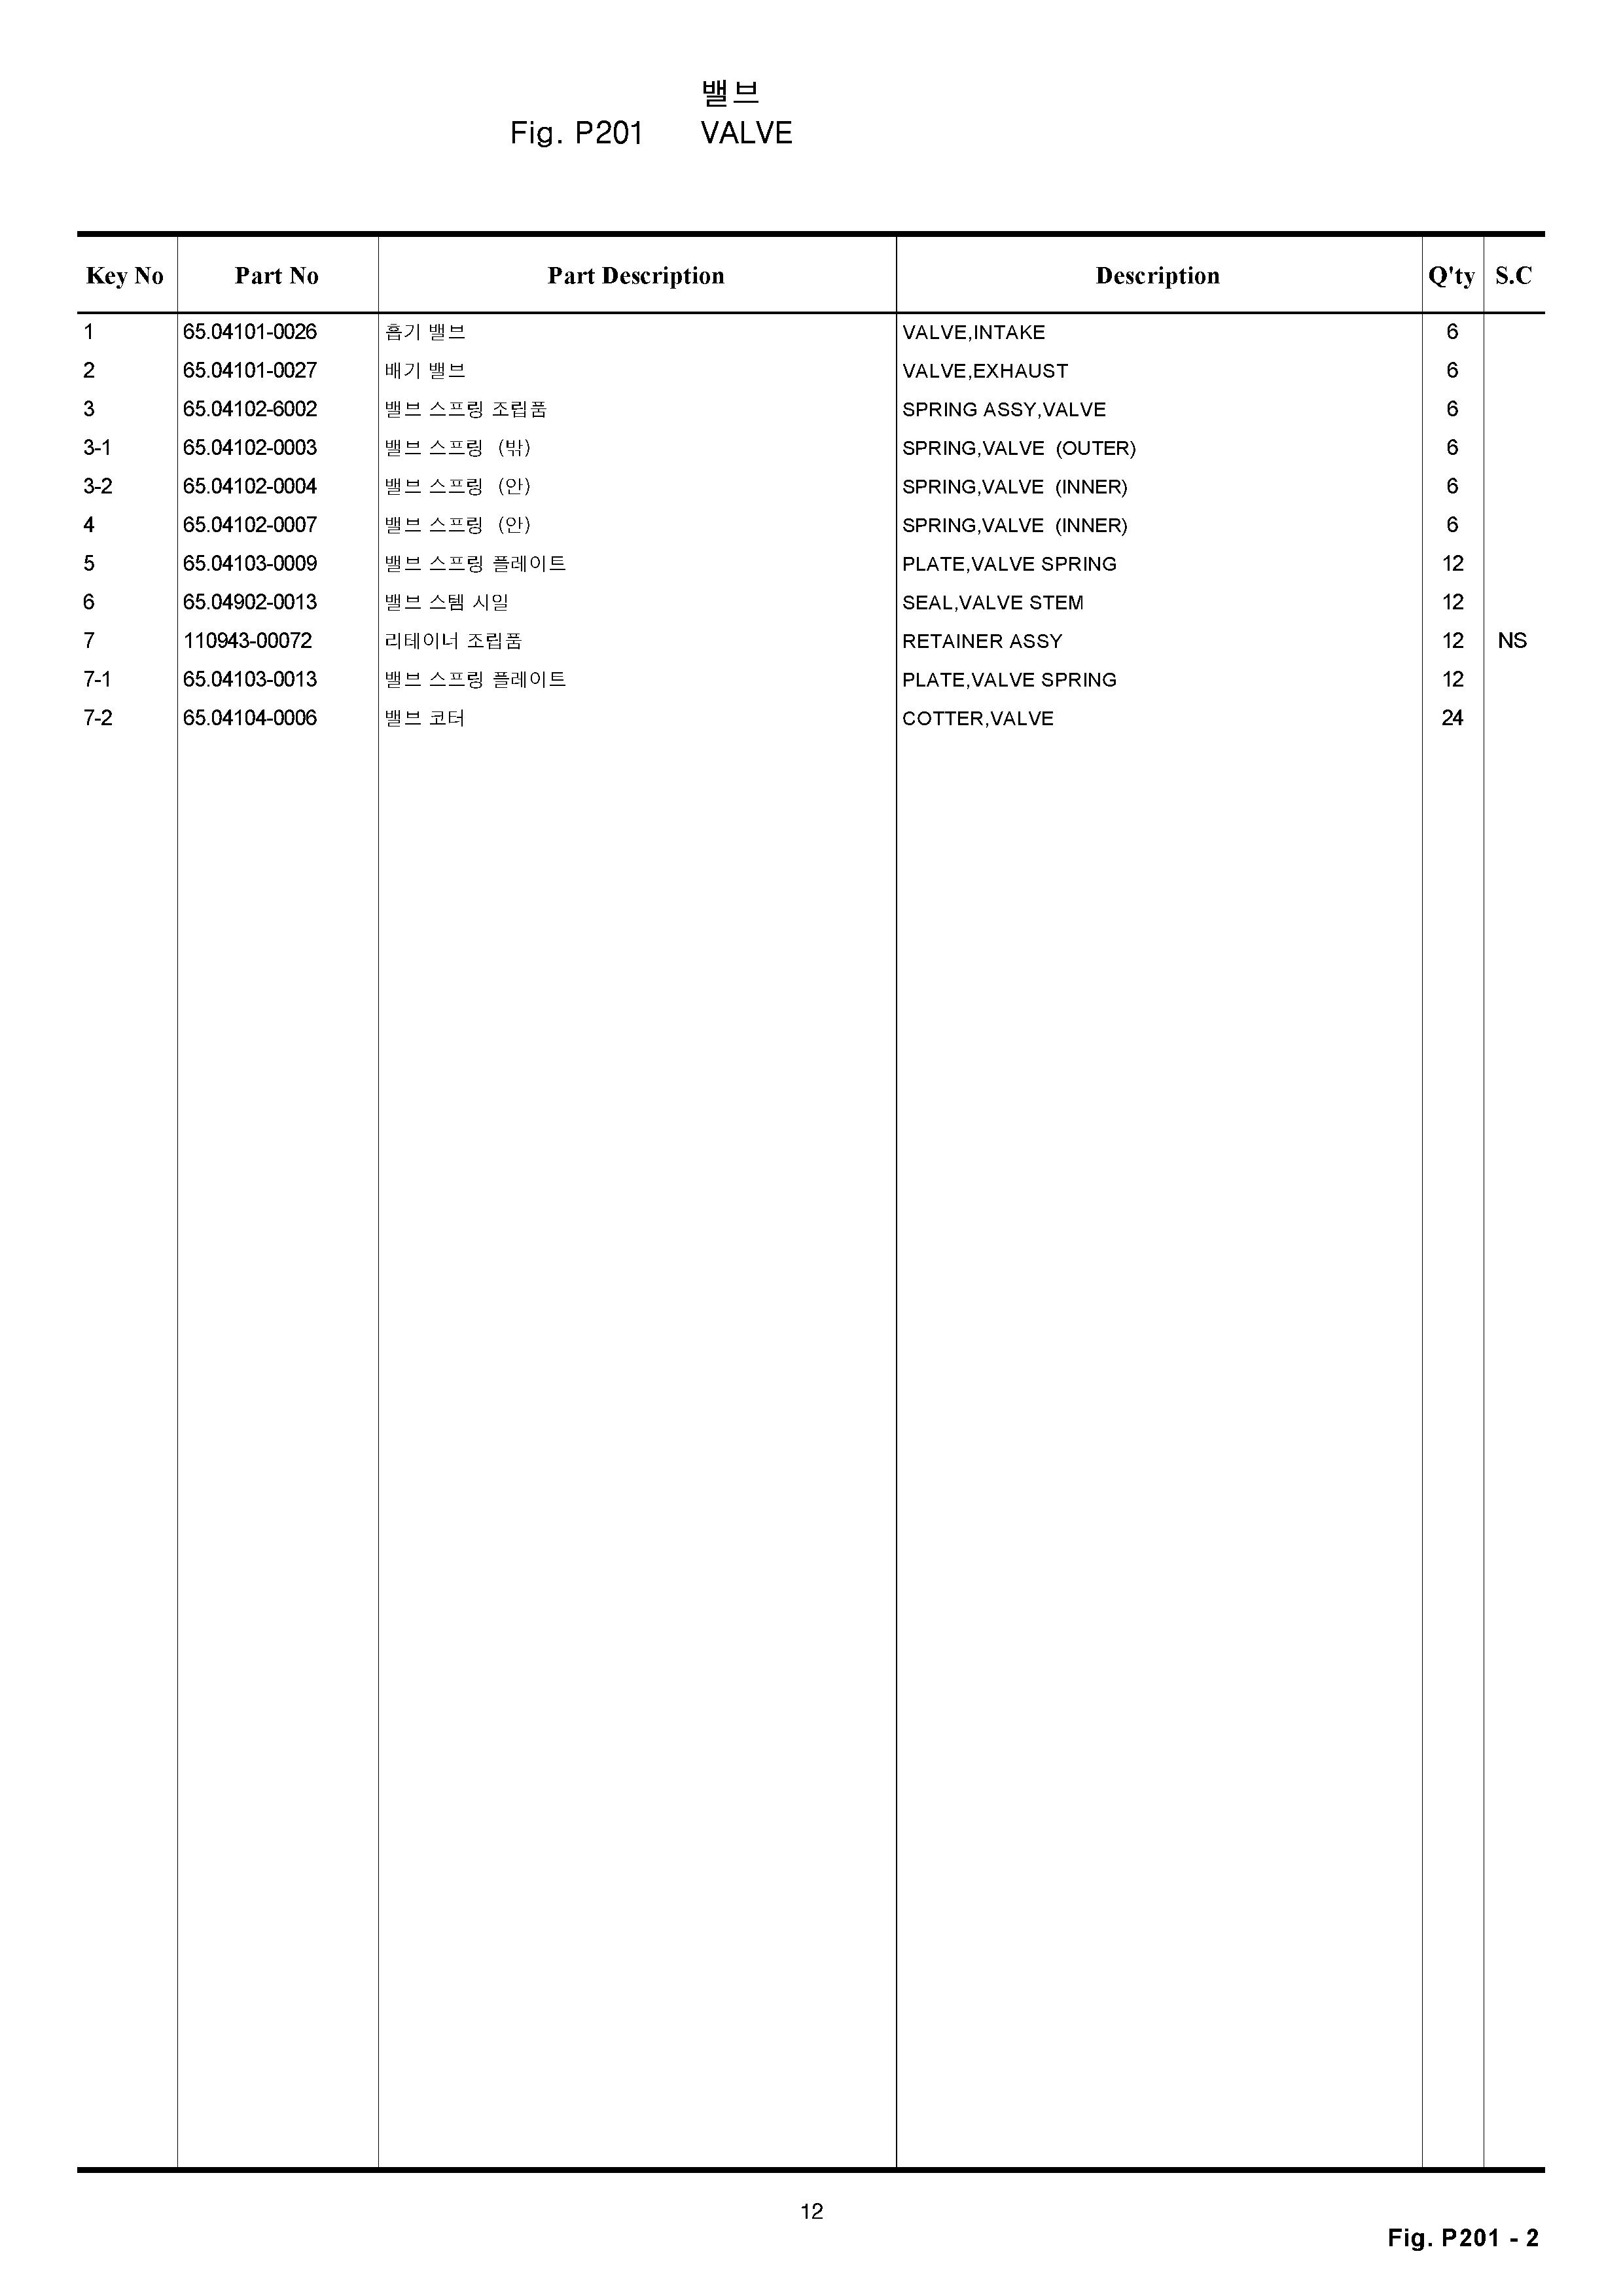 밸브
Fig. P201 VALVE
Key No Part No Part Description Description Q'ty S.C
1 65.04101-0026 흡기 밸브 VALVE,INTAKE 6
2 65.04101-0027 배기 밸브 VALVE,EXHAUST 6
3 65.04102-6002 밸브 스프링 조립품 SPRING ASSY,VALVE 6
3-1 65.04102-0003 밸브 스프링 (밖) SPRING,VALVE (OUTER) 6
3-2 65.04102-0004 밸브 스프링 (안) SPRING,VALVE (INNER) 6
4 65.04102-0007 밸브 스프링 (안) SPRING,VALVE (INNER) 6
5 65.04103-0009 밸브 스프링 플레이트 PLATE,VALVE SPRING 12
6 65.04902-0013 밸브 스템 시일 SEAL,VALVE STEM 12
7 110943-00072 리테이너 조립품 RETAINER ASSY 12 NS
7-1 65.04103-0013 밸브 스프링 플레이트 PLATE,VALVE SPRING 12
7-2 65.04104-0006 밸브 코터 COTTER,VALVE 24
12
Fig. P201 - 2